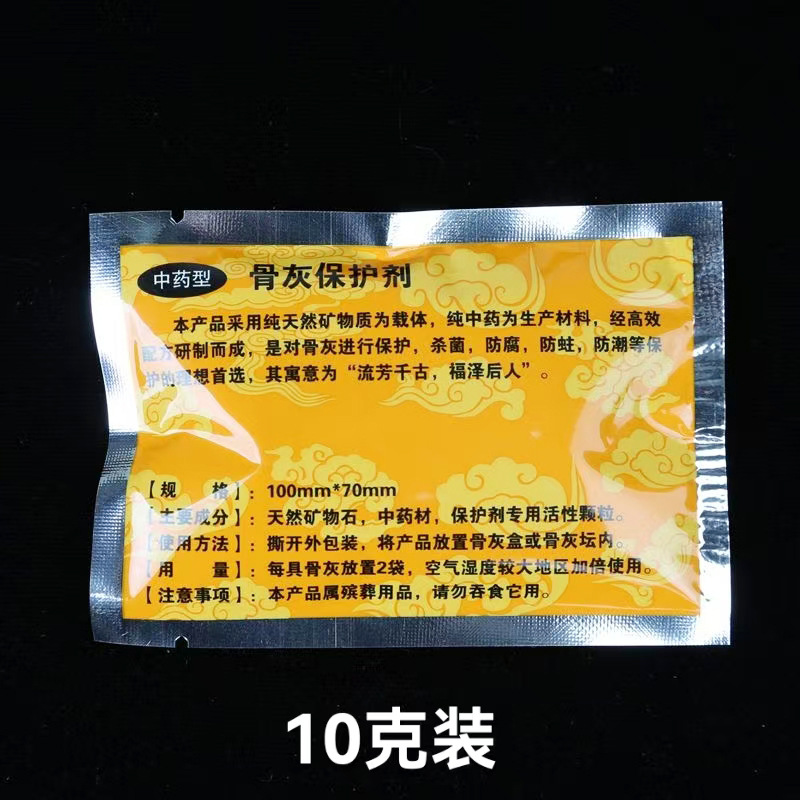 中药型 骨灰保护剂
本产品采用纯天然矿物质为载体，纯中药为生产材料，经高效
配方研制而成，是对骨灰进行保护，杀菌，防腐，防蛀，防潮等保
护的理想首选，其寓意为“流芳千古，福泽后人”。
【规 格】：100mm*70mm
【主要成分】：天然矿物石，中药材，保护剂专用活性颗粒。
【使用方法】：撕开外包装，将产品放置骨灰盒或骨灰坛内。
【用 量】：每具骨灰放置2袋，空气湿度较大地区加倍使用。
【注意事项】：本产品属殡葬用品，请勿吞食它用。
10克装